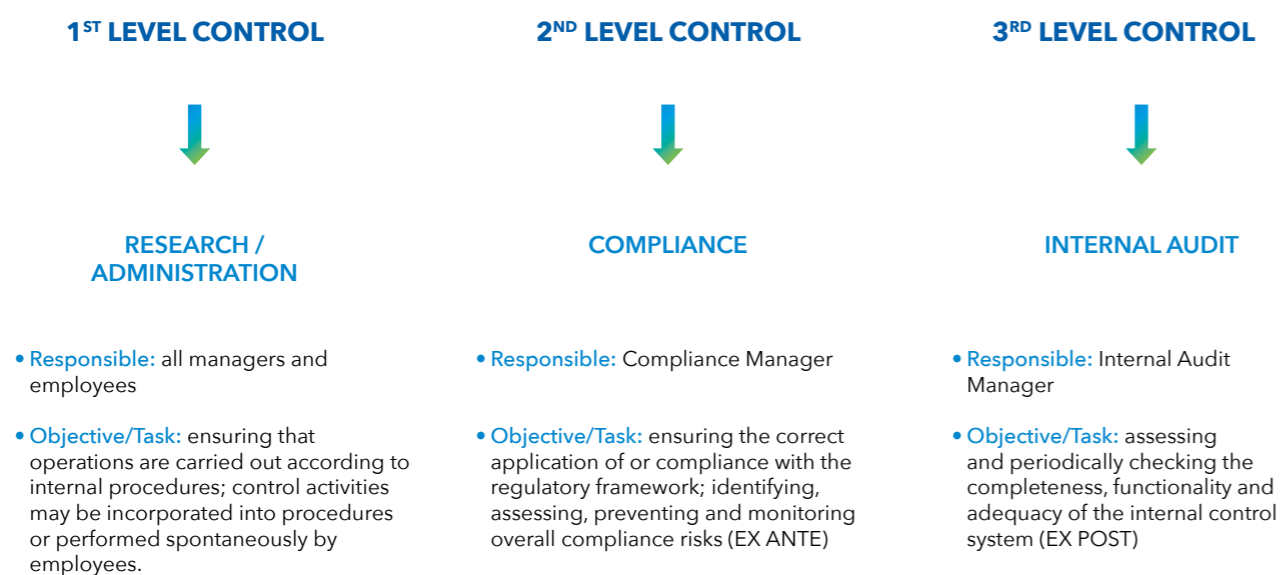 1ST LEVEL CONTROL
RESEARCH /
ADMINISTRATION
• Responsible: all managers and
employees
• Objective/Task: ensuring that
operations are carried out according to
internal procedures; control activities
may be incorporated into procedures
or performed spontaneously by
employees.
2ND LEVEL CONTROL
COMPLIANCE
• Responsible: Compliance Manager
• Objective/Task: ensuring the correct
application of or compliance with the
regulatory framework; identifying,
assessing, preventing and monitoring
overall compliance risks (EX ANTE)
3RD LEVEL CONTROL
INTERNAL AUDIT
• Responsible: Internal Audit
Manager
• Objective/Task: assessing
and periodically checking the
completeness, functionality and
adequacy of the internal control
system (EX POST)